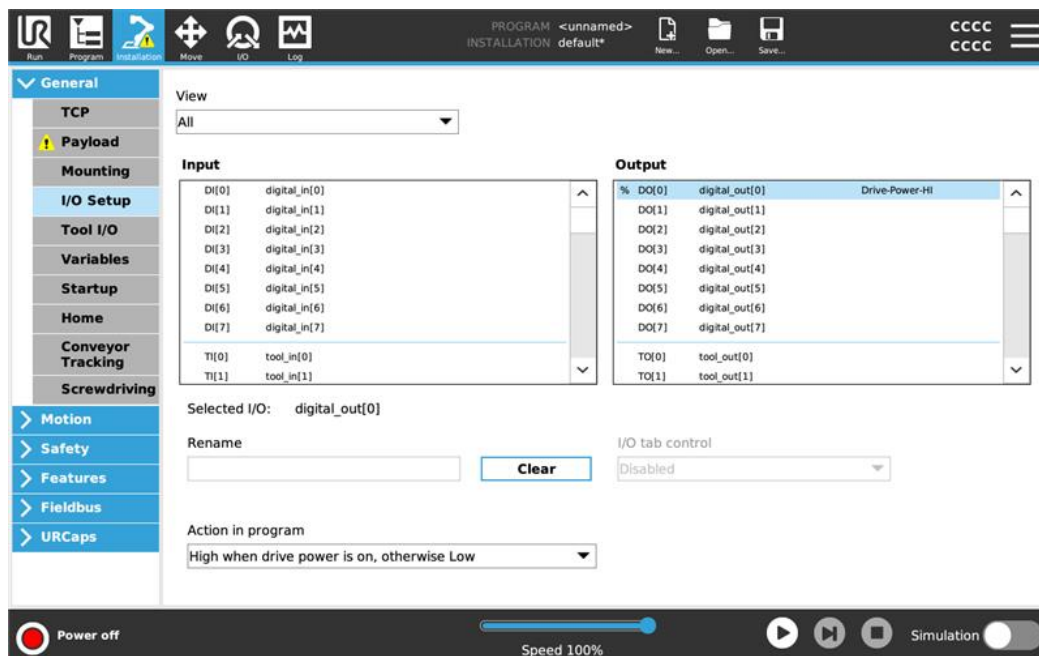 UR
PROGRAM <unnamed>
INSTALLATION default*
CCCC
CCCC
Run Program Installation Move I/O Log New... Open... Save...
General
TCP
Payload
Mounting
I/O Setup
Tool I/O
Variables
Startup
Home
Conveyor
Tracking
Screwdriving
Motion
Safety
Features
Fieldbus
URCaps
View
All
Input
DI[0] digital_in[0]
DI[1] digital_in[1]
DI[2] digital_in[2]
DI[3] digital_in[3]
DI[4] digital_in[4]
DI[5] digital_in[5]
DI[6] digital_in[6]
DI[7] digital_in[7]
TI[0] tool_in[0]
TI[1] tool_in[1]
Output
% DO[0] digital_out[0] Drive-Power-HI
DO[1] digital_out[1]
DO[2] digital_out[2]
DO[3] digital_out[3]
DO[4] digital_out[4]
DO[5] digital_out[5]
DO[6] digital_out[6]
DO[7] digital_out[7]
TO[0] tool_out[0]
TO[1] tool_out[1]
Selected I/O: digital_out[0]
Rename
Clear
I/O tab control
Disabled
Action in program
High when drive power is on, otherwise Low
Power off
Speed 100%
Simulation